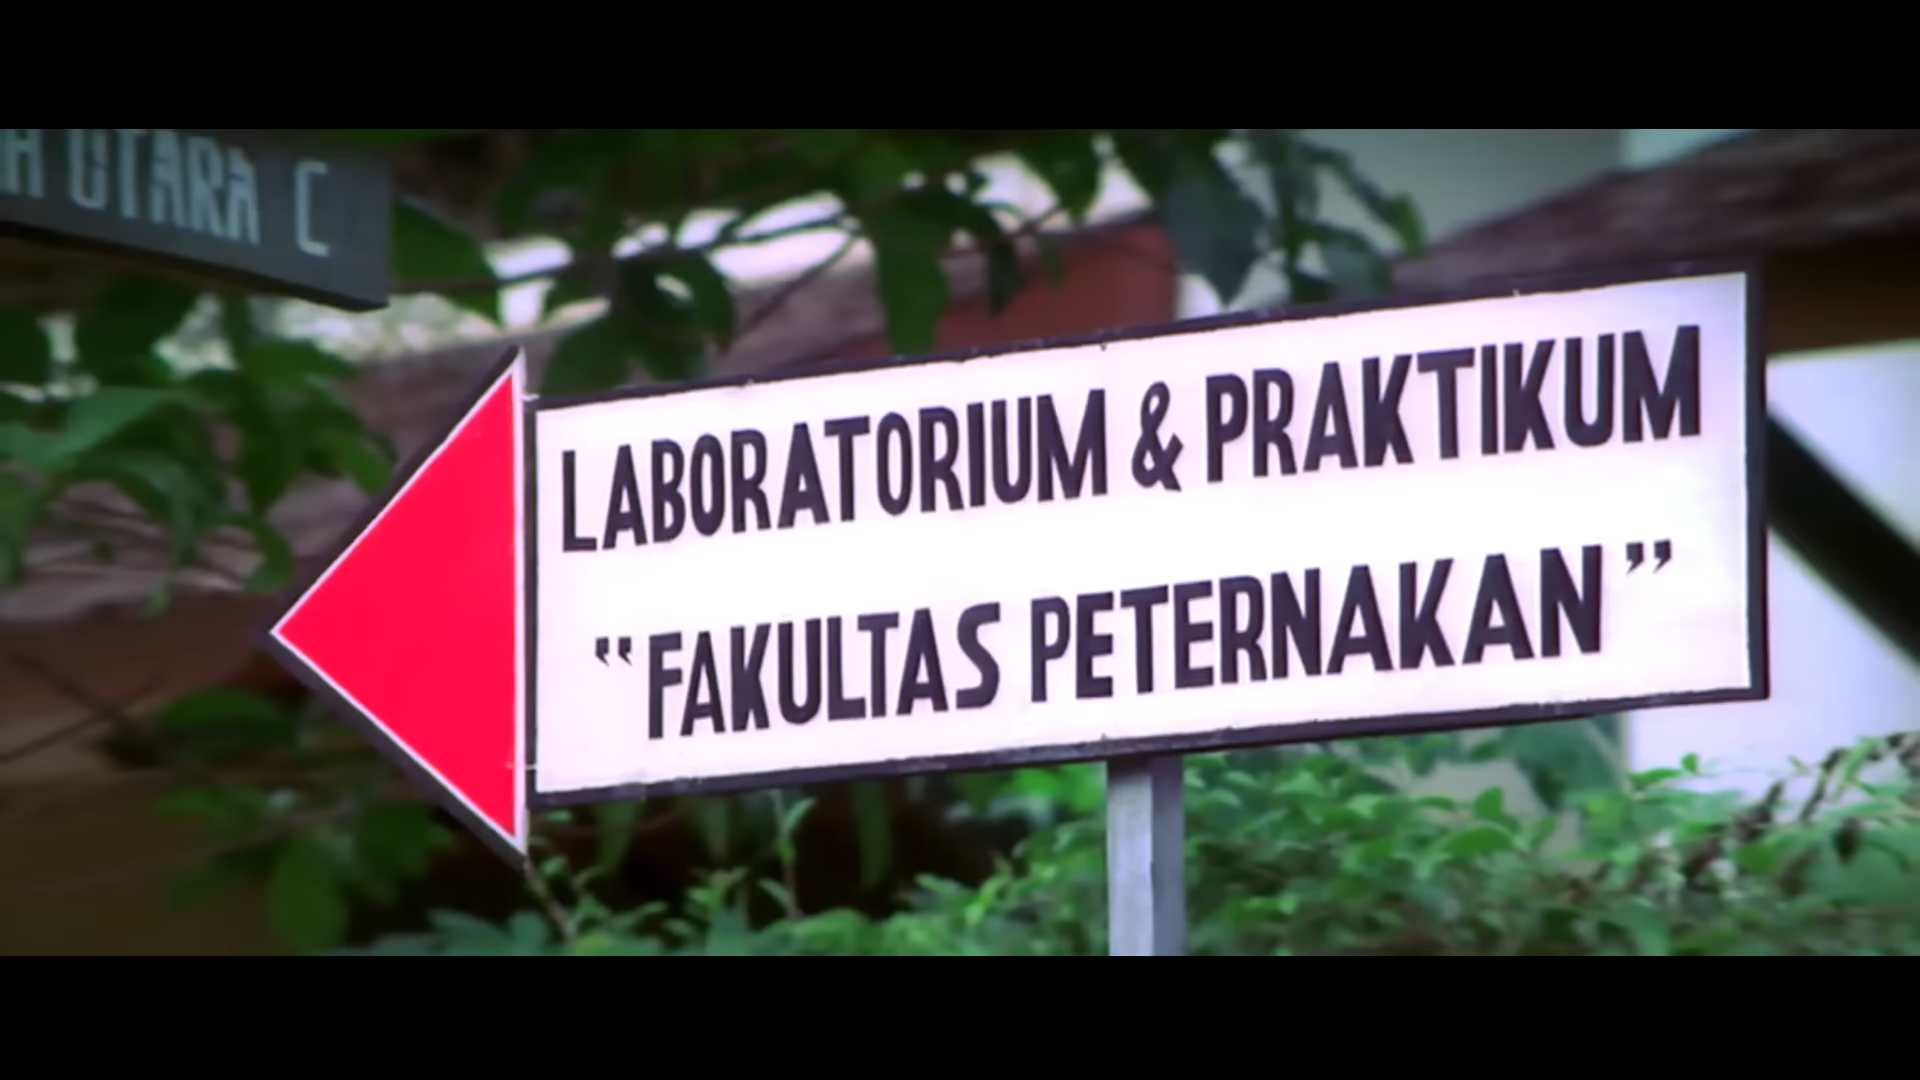 UTARA C
LABORATORIUM & PRAKTIKUM
“FAKULTAS PETERNAKAN”